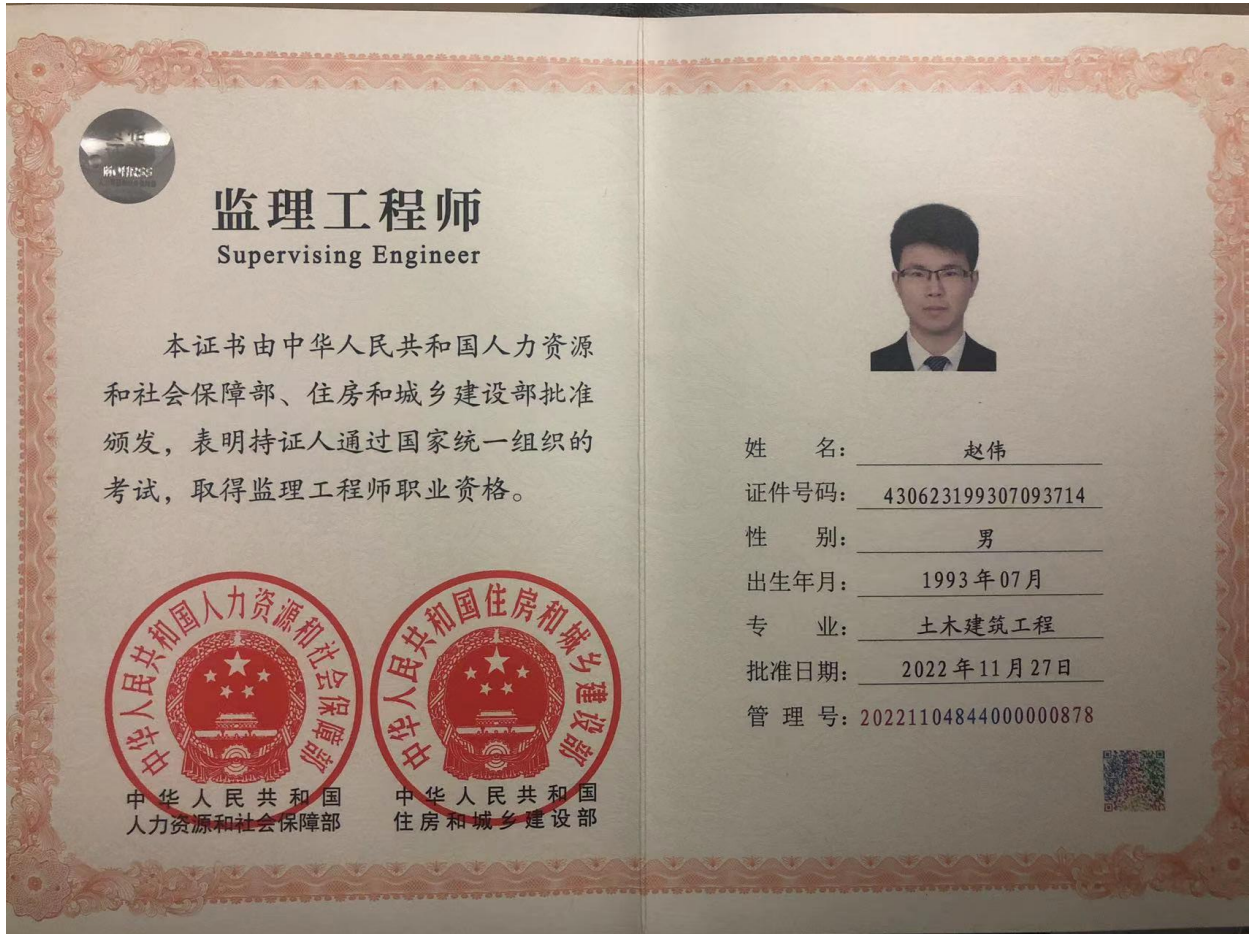 监理工程师
Supervising Engineer
本证书由中华人民共和国人力资源
和社会保障部、住房和城乡建设部批准
颁发，表明持证人通过国家统一组织的
考试，取得监理工程师职业资格。
中华人民共和国人力资源和社会保障部
中华人民共和国
人力资源和社会保障部
中华人民共和国住房和城乡建设部
中华人民共和国
住房和城乡建设部
姓 名：赵伟
证件号码：430623199307093714
性 别：男
出生年月：1993年07月
专 业：土木建筑工程
批准日期：2022年11月27日
管 理 号：20221104844000000878